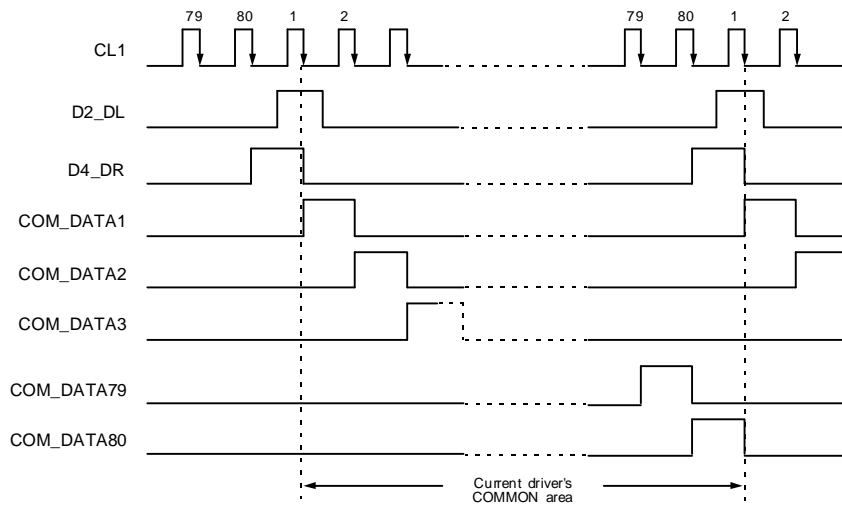 79 80 1 2 79 80 1 2
CL1
D2_DL
D4_DR
COM_DATA1
COM_DATA2
COM_DATA3
COM_DATA79
COM_DATA80
Current driver's
COMMON area